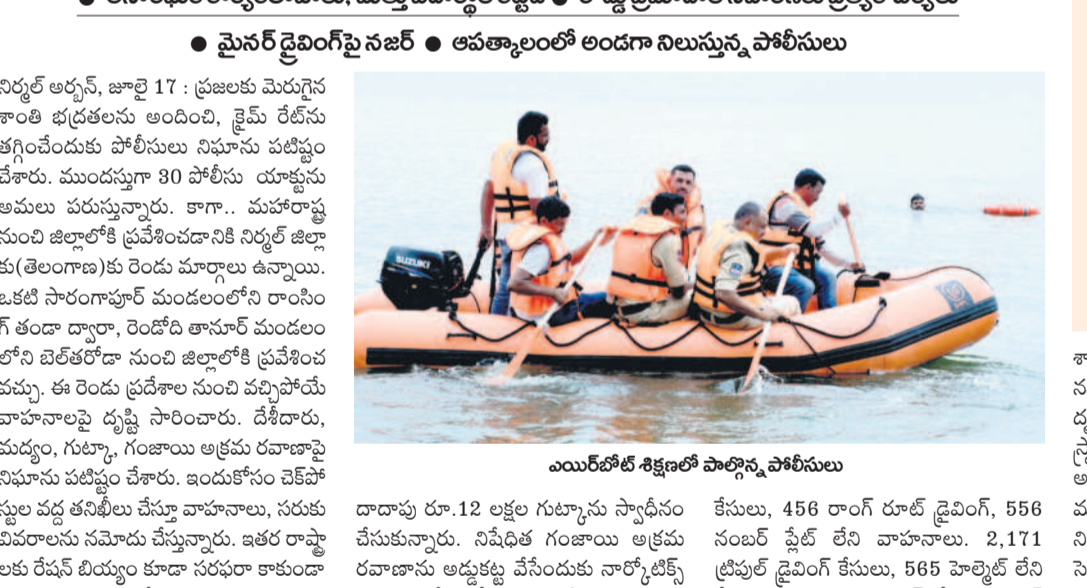 ● మైనర్ డ్రైవింగ్‌పై నజర్ ● ఆపత్కాలంలో అండగా నిలుస్తున్న పోలీసులు
నిర్మల్ అర్బన్, జూలై 17 : ప్రజలకు మెరుగైన
శాంతి భద్రతలను అందించి, క్రైమ్ రేట్‌ను
తగ్గించేందుకు పోలీసులు నిఘాను పటిష్టం
చేశారు. ముందస్తుగా 30 పోలీసు యాక్టును
అమలు పరుస్తున్నారు. కాగా.. మహారాష్ట్ర
నుంచి జిల్లాలోకి ప్రవేశించడానికి నిర్మల్ జిల్లా
కు(తెలంగాణ)కు రెండు మార్గాలు ఉన్నాయి.
ఒకటి సారంగాపూర్ మండలంలోని రాంసిం
గ్ తండా ద్వారా, రెండోది తానూర్ మండలం
లోని బెల్‌తరోడా నుంచి జిల్లాలోకి ప్రవేశించ
వచ్చు. ఈ రెండు ప్రదేశాల నుంచి వచ్చిపోయే
వాహనాలపై దృష్టి సారించారు. దేశీదారు,
మద్యం, గుట్కా, గంజాయి అక్రమ రవాణాపై
నిఘాను పటిష్టం చేశారు. ఇందుకోసం చెక్‌పో
స్టుల వద్ద తనిఖీలు చేస్తూ వాహనాలు, సరుకు
వివరాలను నమోదు చేస్తున్నారు. ఇతర రాష్ట్రా
లకు రేషన్ బియ్యం కూడా సరఫరా కాకుండా
SUZUKI
ఎయిర్‌బోట్ శిక్షణలో పాల్గొన్న పోలీసులు
దాదాపు రూ.12 లక్షల గుట్కాను స్వాధీనం
చేసుకున్నారు. నిషేధిత గంజాయి అక్రమ
రవాణాను అడ్డుకట్ట వేసేందుకు నార్కోటిక్స్
కేసులు, 456 రాంగ్ రూట్ డ్రైవింగ్, 556
నంబర్ ప్లేట్ లేని వాహనాలు. 2,171
ట్రిపుల్ డ్రైవింగ్ కేసులు, 565 హెల్మెట్ లేని